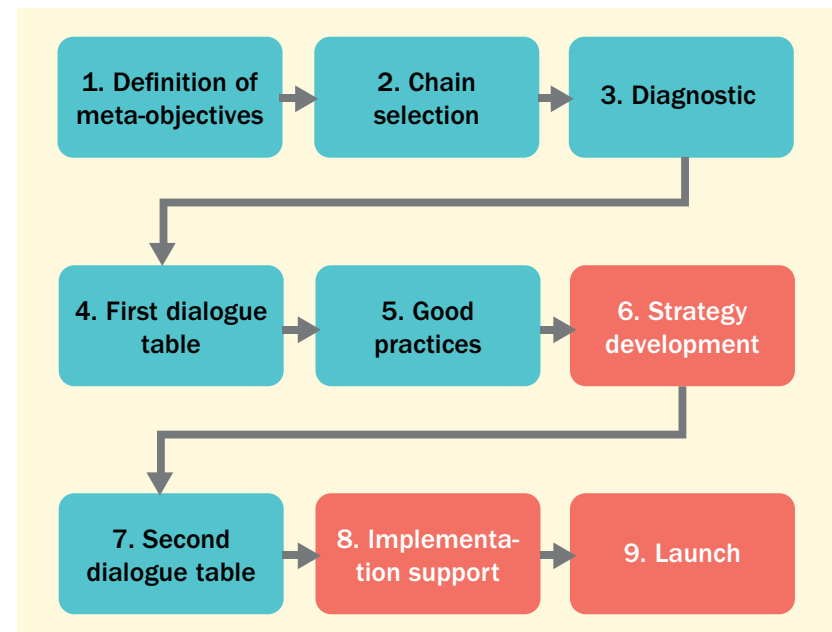 1. Definition of
meta-objectives
2. Chain
selection
3. Diagnostic
4. First dialogue
table
5. Good
practices
6. Strategy
development
7. Second
dialogue table
8. Implementa-
tion support
9. Launch